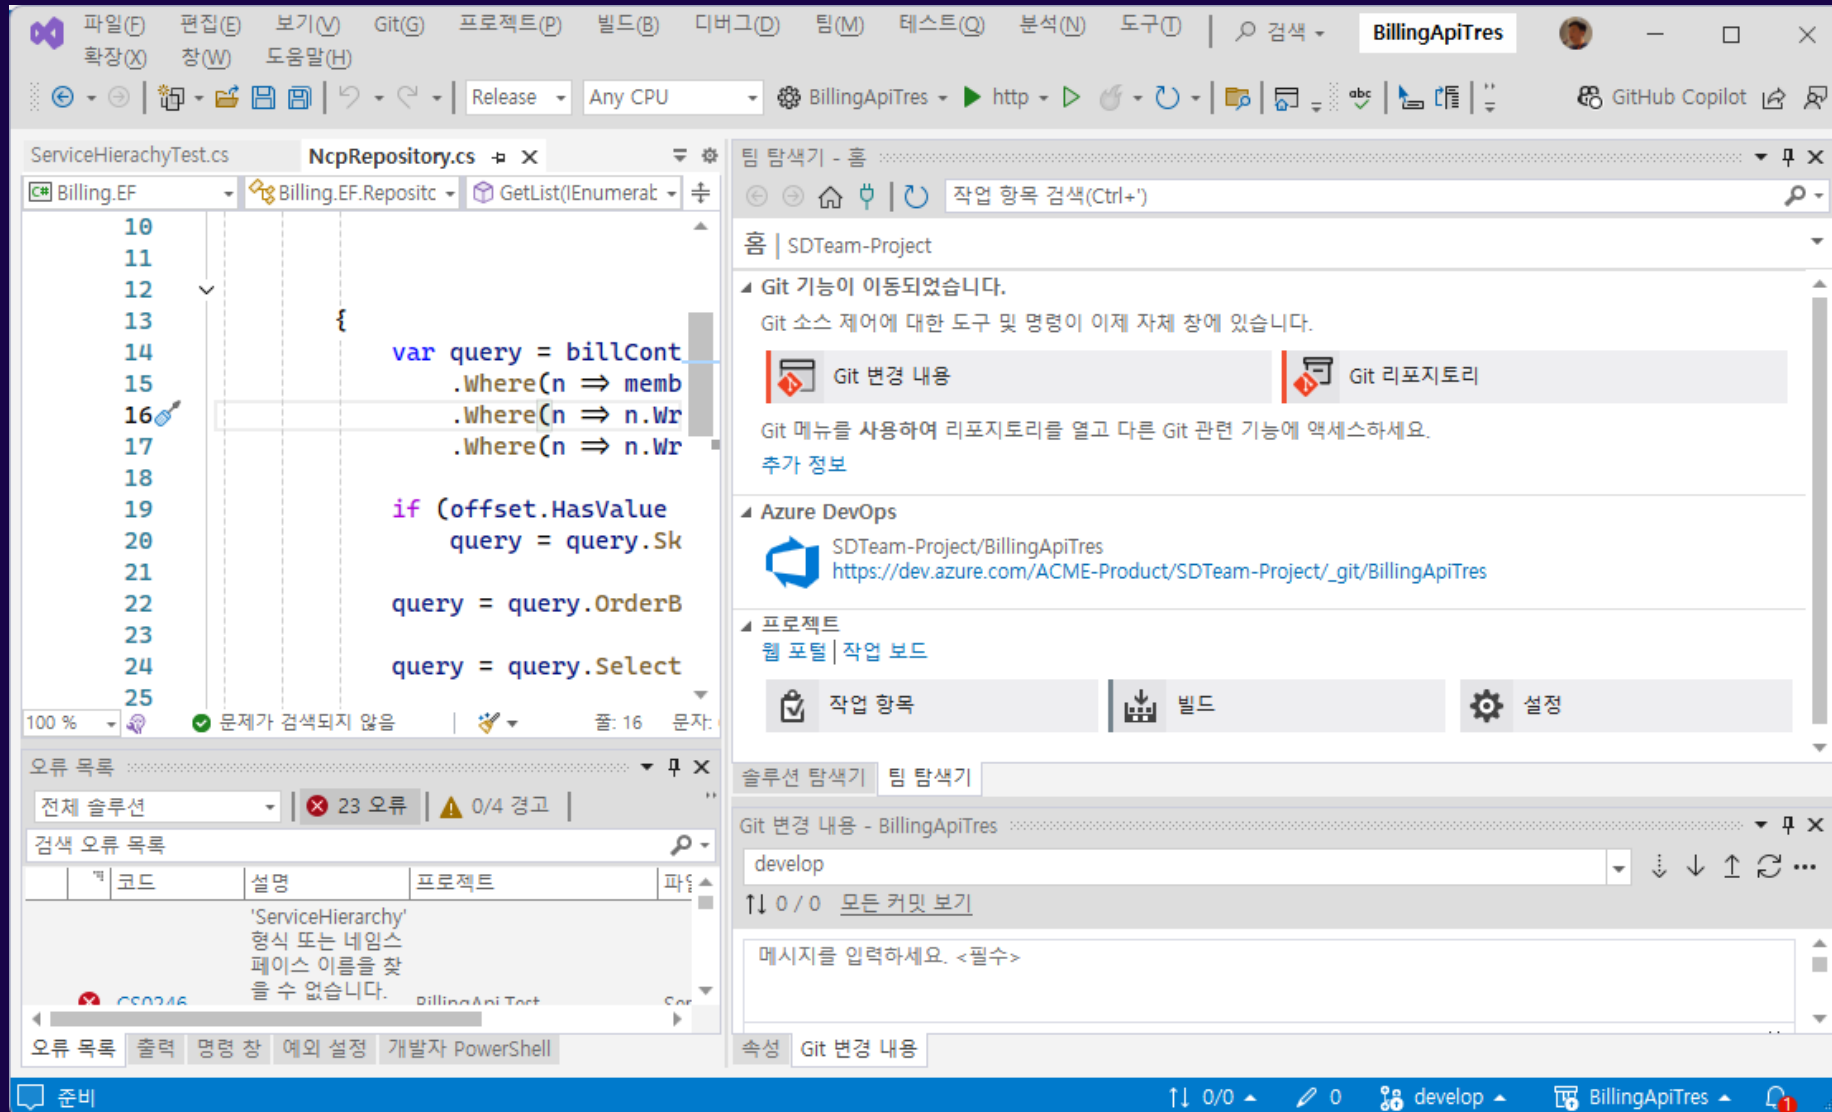 파일(F) 편집(E) 보기(V) Git(G) 프로젝트(P) 빌드(B) 디버그(D) 팀(M) 테스트(Q) 분석(N) 도구(T) 검색 BillingApiTres
확장(X) 창(W) 도움말(H)
Release Any CPU BillingApiTres http abc GitHub Copilot
ServiceHierachyTest.cs NcpRepository.cs
Billing.EF Billing.EF.Repositc GetList(IEnumerat
10
11
12
13 {
14 var query = billCont
15 .Where(n => memb
16 .Where(n => n.Wr
17 .Where(n => n.Wr
18
19 if (offset.HasValue
20 query = query.Sk
21
22 query = query.OrderB
23
24 query = query.Select
25
100 % 문제가 검색되지 않음 줄: 16 문자:
오류 목록
전체 솔루션 23 오류 0/4 경고
검색 오류 목록
코드 설명 프로젝트
'ServiceHierarchy'
형식 또는 네임스
페이스 이름을 찾
을 수 없습니다.
CS0246 BillingApi.Test Ser
오류 목록 출력 명령 창 예외 설정 개발자 PowerShell
팀 탐색기 - 홈
작업 항목 검색(Ctrl+')
홈 | SDTeam-Project
Git 기능이 이동되었습니다.
Git 소스 제어에 대한 도구 및 명령이 이제 자체 창에 있습니다.
Git 변경 내용 Git 리포지토리
Git 메뉴를 사용하여 리포지토리를 열고 다른 Git 관련 기능에 액세스하세요.
추가 정보
Azure DevOps
SDTeam-Project/BillingApiTres
https://dev.azure.com/ACME-Product/SDTeam-Project/_git/BillingApiTres
프로젝트
웹 포털 | 작업 보드
작업 항목 빌드 설정
솔루션 탐색기 팀 탐색기
Git 변경 내용 - BillingApiTres
develop
0 / 0 모든 커밋 보기
메시지를 입력하세요. <필수>
속성 Git 변경 내용
준비 0/0 0 develop BillingApiTres 1